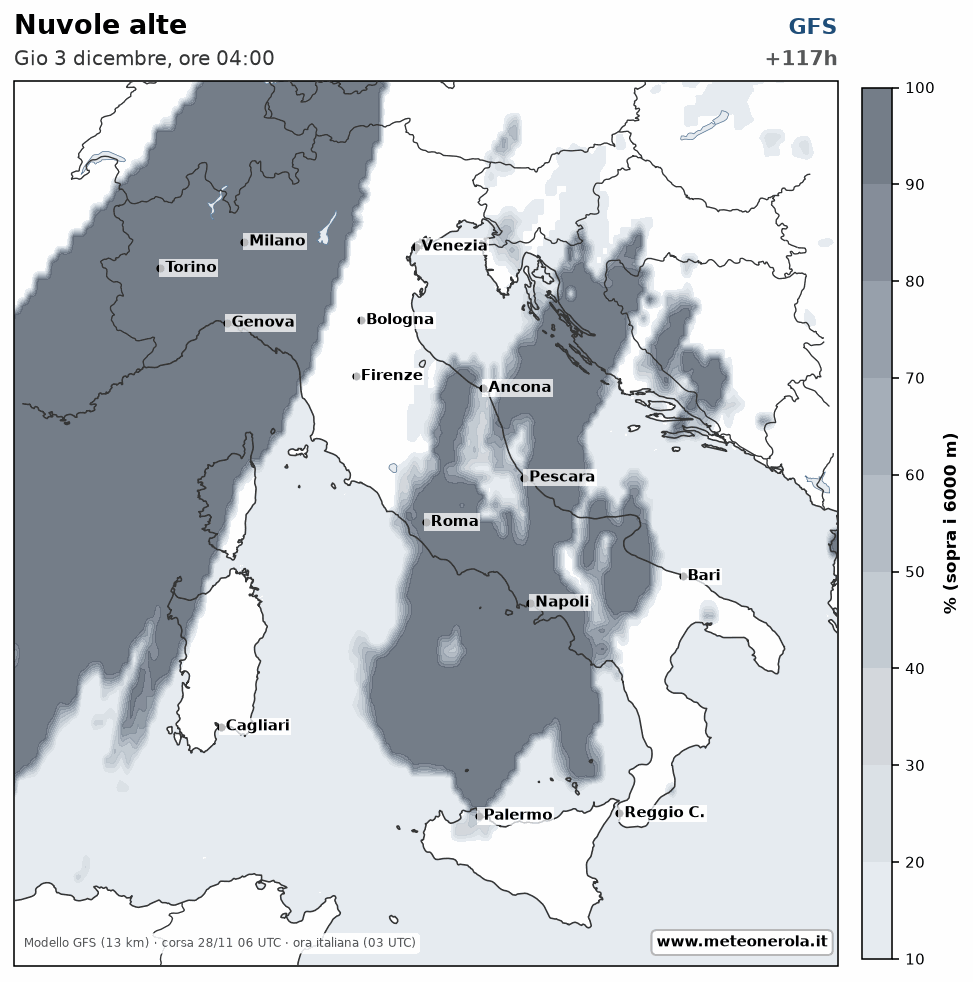 Nuvole alte
GFS
Gio 3 dicembre, ore 04:00
+117h
Milano
Torino
Venezia
Genova
Bologna
Firenze
Ancona
Pescara
Roma
Bari
Napoli
Cagliari
Palermo
Reggio C.
100
90
80
70
60
50
40
30
20
10
% (sopra i 6000 m)
Modello GFS (13 km) · corsa 28/11 06 UTC · ora italiana (03 UTC)
www.meteonerola.it